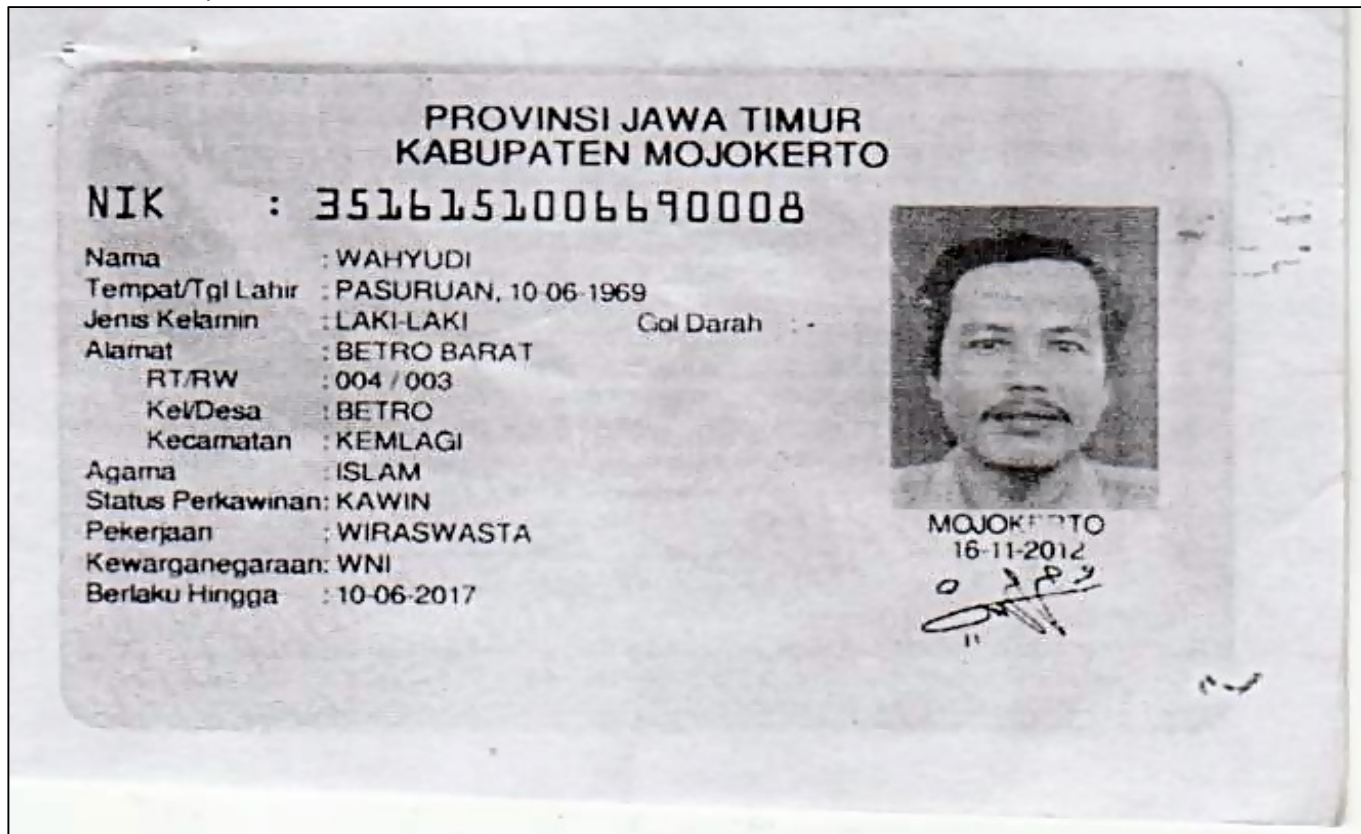 PROVINSI JAWA TIMUR
KABUPATEN MOJOKERTO
NIK : 3516151006690008
Nama : WAHYUDI
Tempat/Tgl Lahir : PASURUAN, 10-06-1969
Jenis Kelamin : LAKI-LAKI Gol Darah : -
Alamat : BETRO BARAT
RT/RW : 004 / 003
Kel/Desa : BETRO
Kecamatan : KEMLAGI
Agama : ISLAM
Status Perkawinan: KAWIN
Pekerjaan : WIRASWASTA
Kewarganegaraan: WNI
Berlaku Hingga : 10-06-2017
MOJOKERTO
16-11-2012